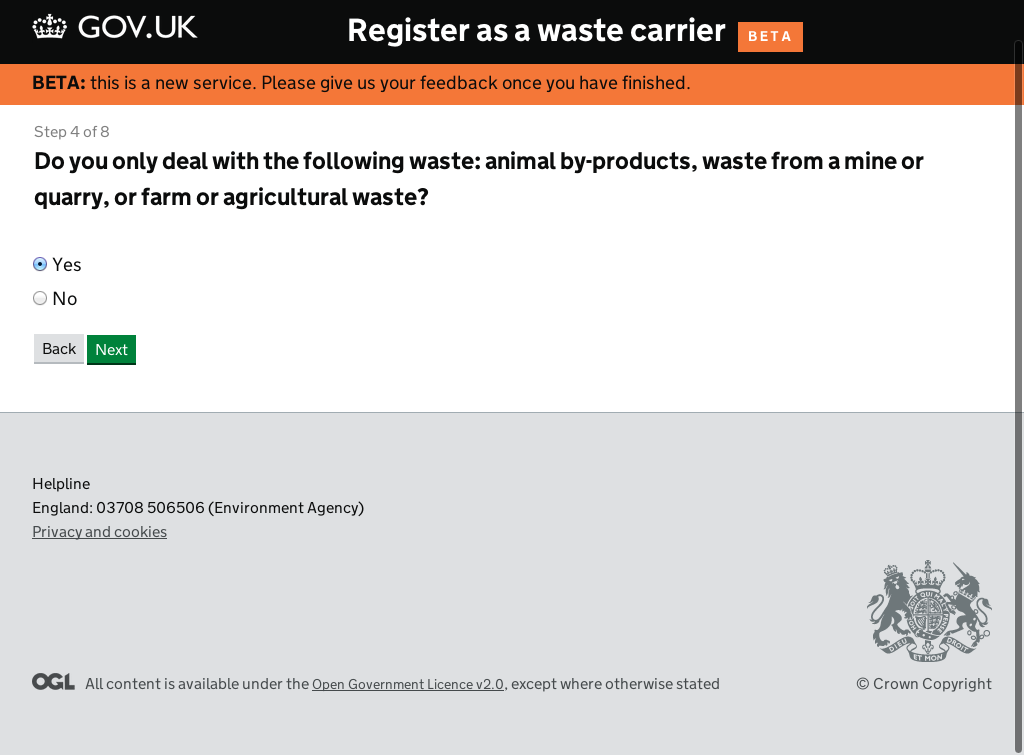 GOV.UK
Register as a waste carrier BETA
BETA: this is a new service. Please give us your feedback once you have finished.
Step 4 of 8
Do you only deal with the following waste: animal by-products, waste from a mine or
quarry, or farm or agricultural waste?
Yes
No
Back Next
Helpline
England: 03708 506506 (Environment Agency)
Privacy and cookies
DIEU ET MON DROIT
OGL All content is available under the Open Government Licence v2.0, except where otherwise stated
© Crown Copyright